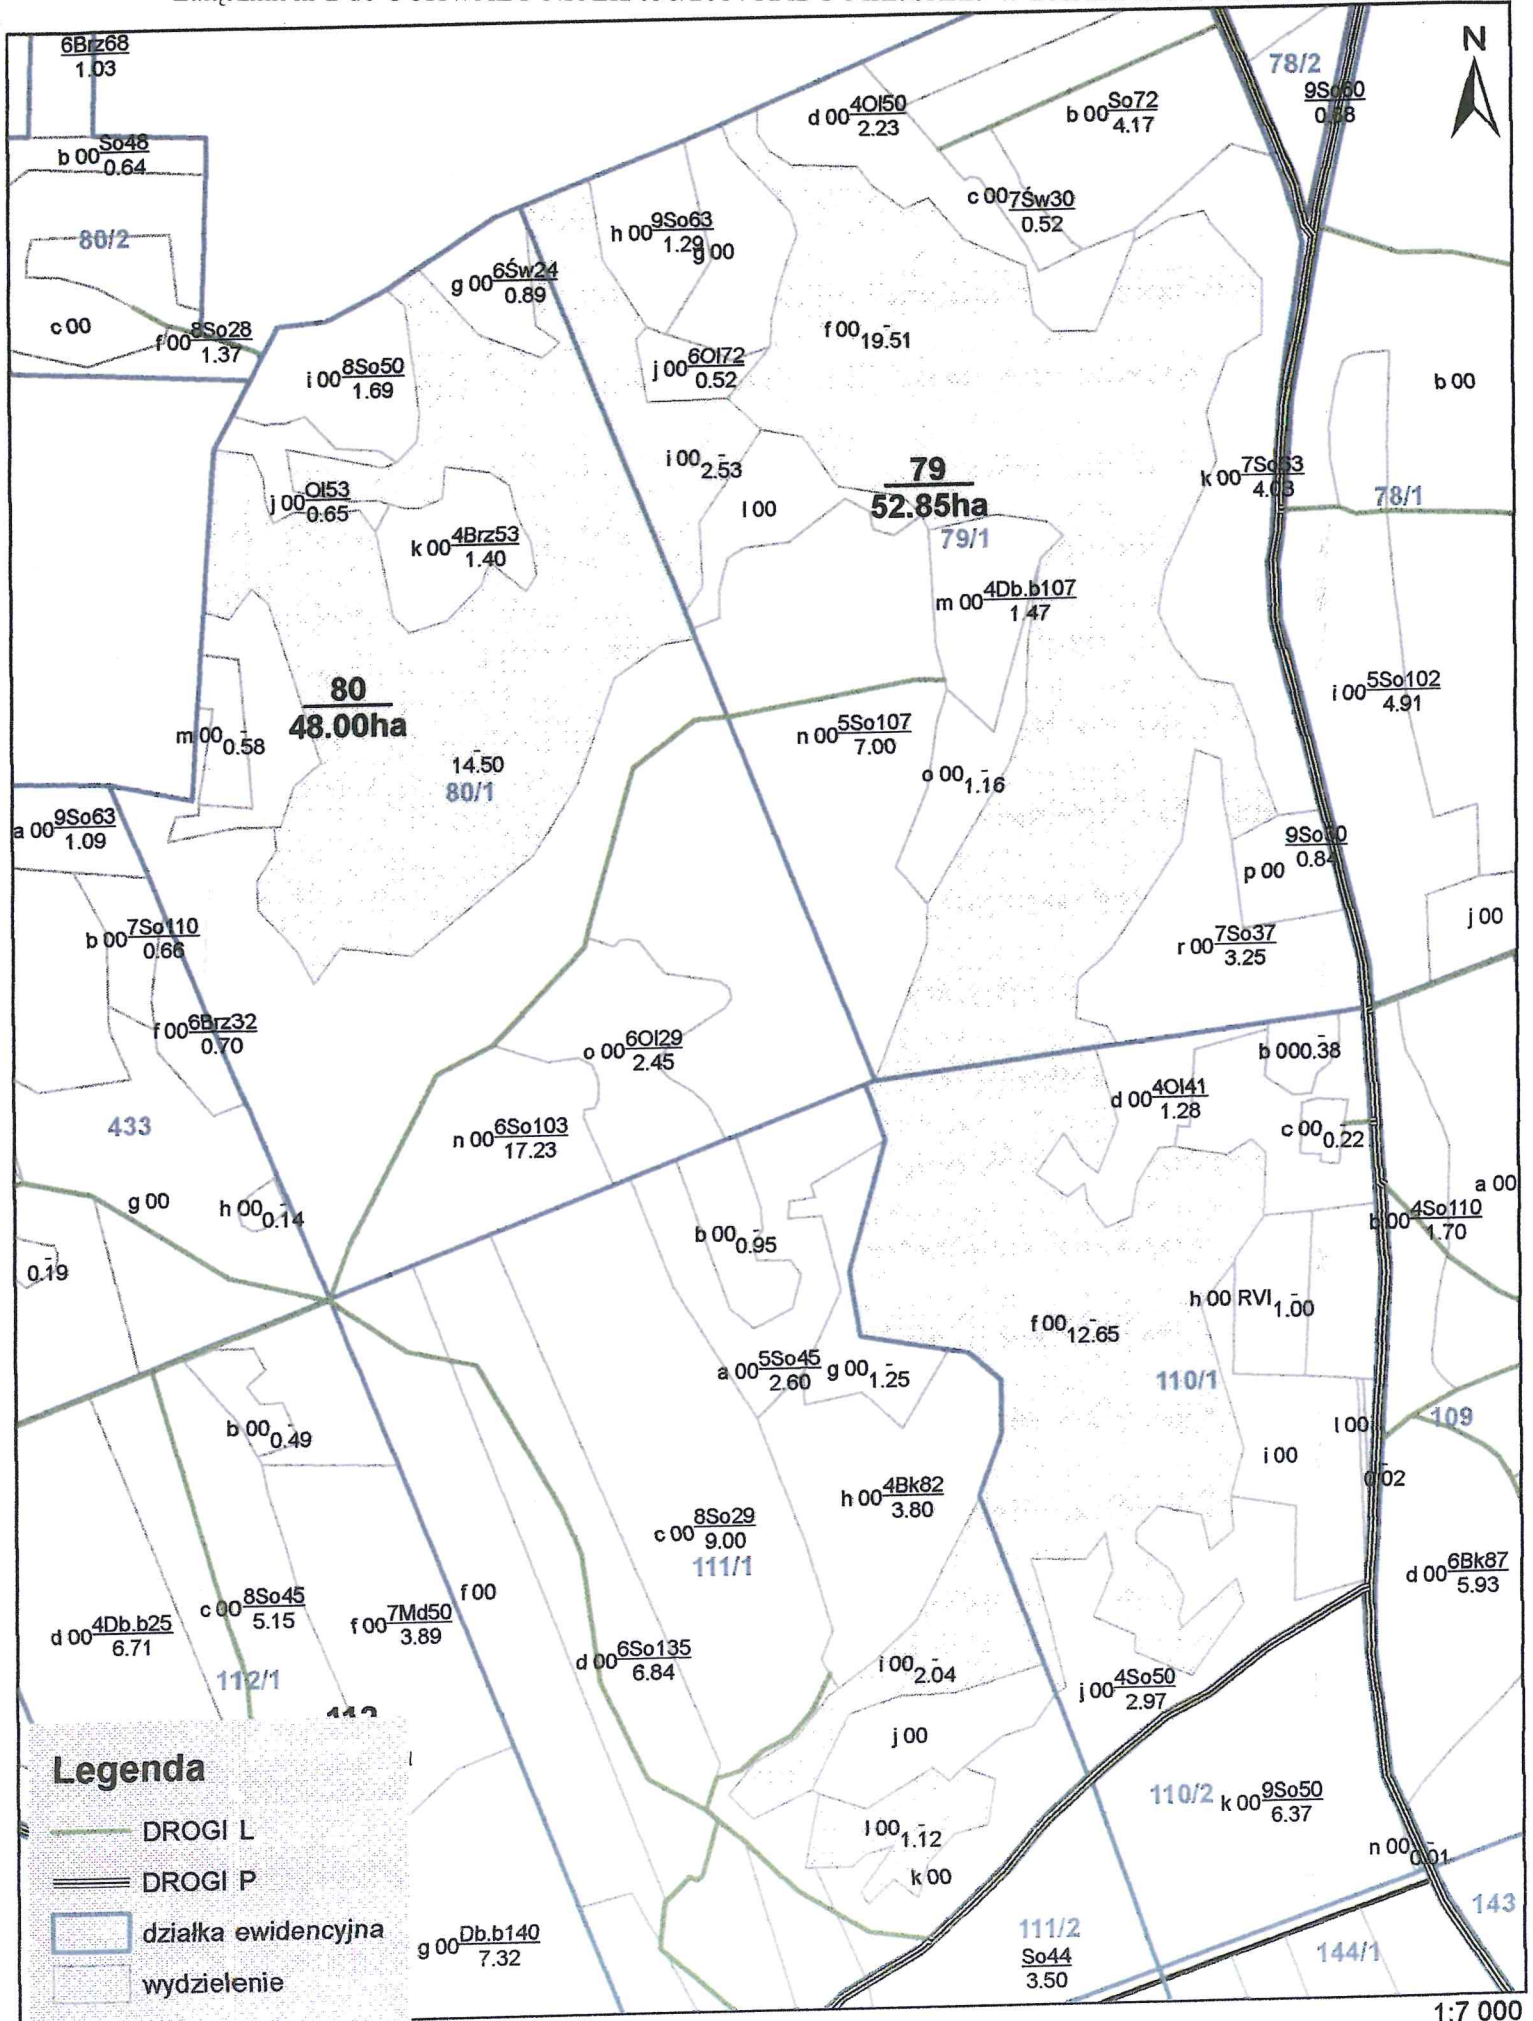 6Brz68
1.03
N
78/2
9So60
0.88
d 00 4Ol50
2.23
b 00 So72
4.17
b 00 So48
0.64
c 00 7Św30
0.52
80/2
h 00 9So63
1.29
g 00
g 00 6Św24
0.89
c 00
f 00 8So28
1.37
f 00 19.51
i 00 8So50
1.69
j 00 6Ol72
0.52
b 00
i 00 2.53
79
52.85ha
k 00 7So63
4.03
78/1
j 00 Ol53
0.65
l 00
79/1
k 00 4Brz53
1.40
m 00 4Db.b107
1.47
80
48.00ha
i 00 5So102
4.91
m 00 0.58
n 00 5So107
7.00
14.50
80/1
o 00 1.16
a 00 9So63
1.09
0.84
p 00
j 00
b 00 7So110
0.66
r 00 7So37
3.25
f 00 6Brz32
0.70
o 00 6Ol29
2.45
b 00 0.38
d 00 4Ol41
1.28
433
n 00 6So103
17.23
c 00 0.22
g 00
h 00 0.14
a 00
b 00 4So110
1.70
b 00 0.95
0.19
h 00 RVI 1.00
f 00 12.65
a 00 5So45
2.60
g 00 1.25
110/1
b 00 0.49
l 00
109
i 00
0.02
h 00 4Bk82
3.80
c 00 8So29
9.00
111/1
d 00 6Bk87
5.93
f 00
c 00 8So45
5.15
f 00 7Md50
3.89
d 00 4Db.b25
6.71
d 00 6So135
6.84
i 00 2.04
112/1
j 00 4So50
2.97
j 00
Legenda
DROGI L
DROGI P
działka ewidencyjna
wydzielenie
110/2
k 00 9So50
6.37
l 00 1.12
n 00 0.01
k 00
143
g 00 Db.b140
7.32
111/2
So44
3.50
144/1
1:7 000